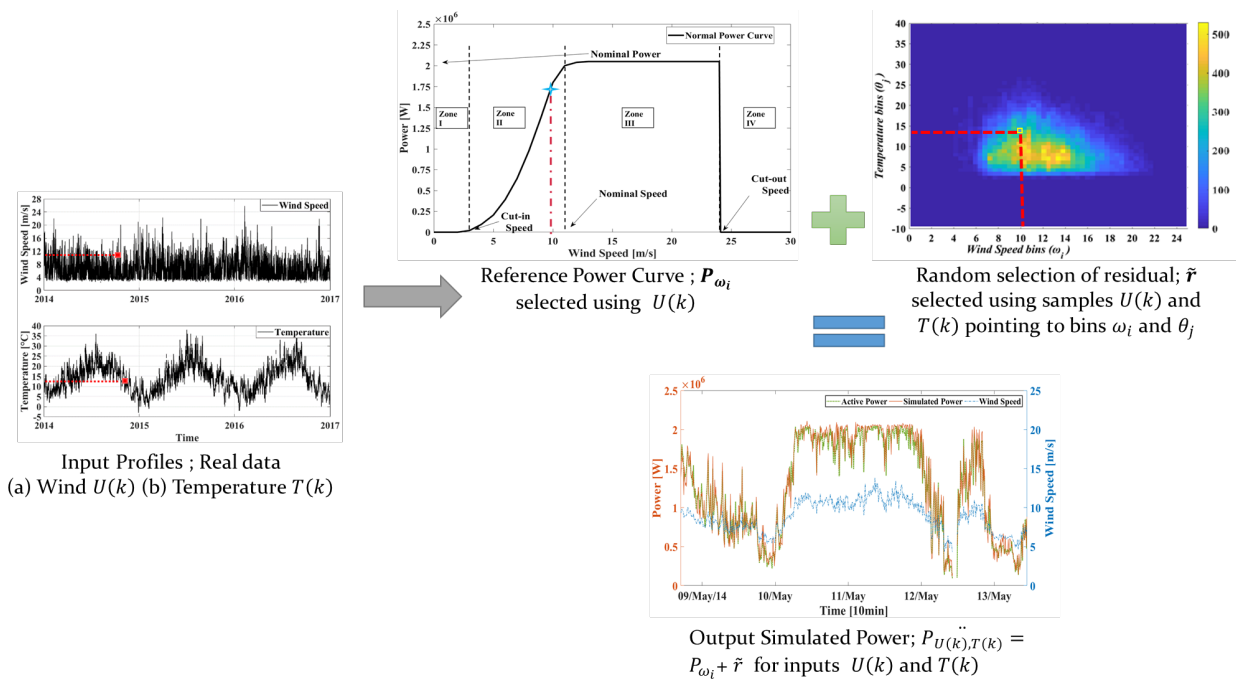 Wind Speed
Wind Speed [m/s]
28
24
20
16
12
8
4
0
2014
2015
2016
2017
Temperature
Temperature [°C]
40
35
30
25
20
15
10
5
0
-5
2014
2015
2016
2017
Time
Input Profiles ; Real data
(a) Wind U(k) (b) Temperature T(k)
×10⁶
Normal Power Curve
Nominal Power
Power [W]
2.5
2.25
2
1.75
1.5
1.25
1
0.75
0.5
0.25
0
Zone
I
Zone
II
Zone
III
Zone
IV
Cut-in
Speed
Nominal Speed
Cut-out
Speed
0
10
20
24
30
Wind Speed [m/s]
Reference Power Curve ; P_ωᵢ
selected using U(k)
Temperature bins (θⱼ)
40
35
30
25
20
15
10
5
0
-5
-10
0
2
4
6
8
10
12
14
16
18
20
22
24
Wind Speed bins (ωᵢ)
500
400
300
200
100
0
Random selection of residual; r̃
selected using samples U(k) and
T(k) pointing to bins ωᵢ and θⱼ
×10⁶
Active Power
Simulated Power
Wind Speed
Power [W]
2.5
2
1.5
1
0.5
0
Wind Speed [m/s]
25
20
15
10
5
0
09/May/14
10/May
11/May
12/May
13/May
Time [10min]
Output Simulated Power; P̈_U(k),T(k) =
P_ωᵢ + r̃ for inputs U(k) and T(k)